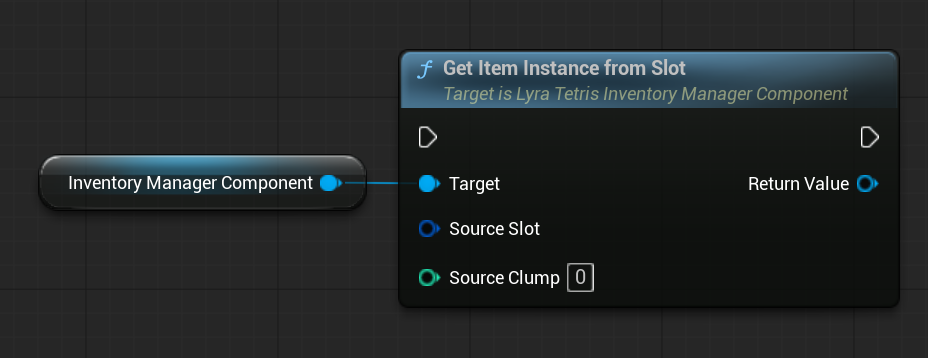 f Get Item Instance from Slot
Target is Lyra Tetris Inventory Manager Component
Inventory Manager Component
Target
Return Value
Source Slot
Source Clump 0